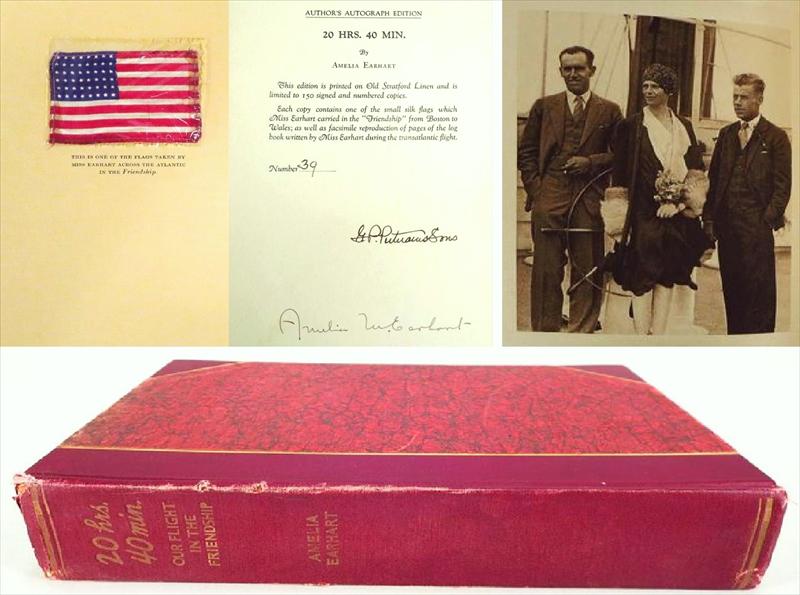 THIS IS ONE OF THE FLAGS TAKEN BY
MISS EARHART ACROSS THE ATLANTIC
IN THE Friendship.
AUTHOR'S AUTOGRAPH EDITION
20 HRS. 40 MIN.
By
AMELIA EARHART
This edition is printed on Old Stratford Linen and is
limited to 150 signed and numbered copies.
Each copy contains one of the small silk flags which
Miss Earhart carried in the "Friendship" from Boston to
Wales; as well as facsimile reproduction of pages of the log
book written by Miss Earhart during the transatlantic flight.
Number 39
G.P. Putnam's Sons
Amelia M. Earhart
20 hrs.
40 min.
OUR FLIGHT
IN THE
FRIENDSHIP
AMELIA
EARHART